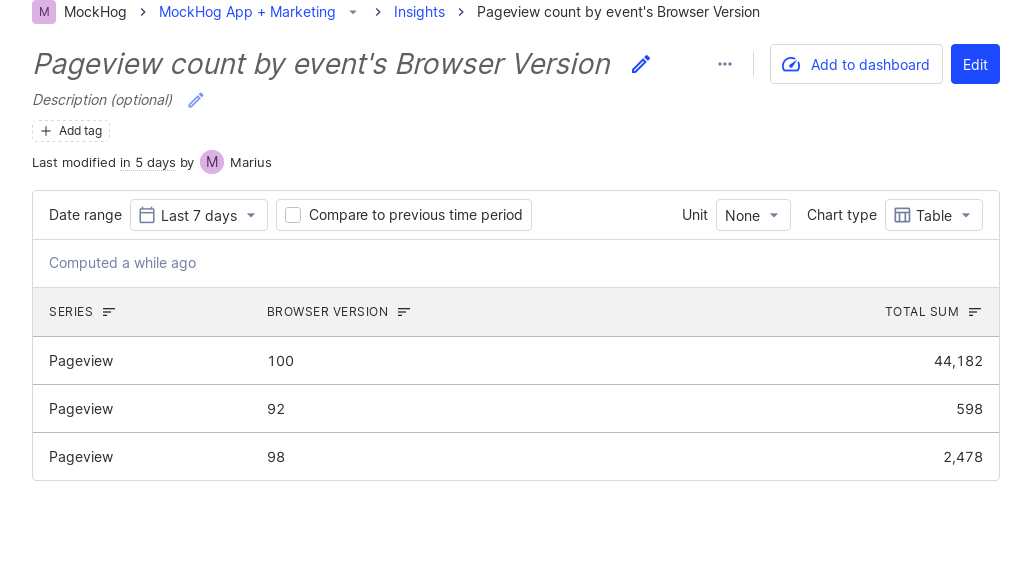 M MockHog MockHog App + Marketing Insights Pageview count by event's Browser Version
Pageview count by event's Browser Version
Add to dashboard Edit
Description (optional)
Add tag
Last modified in 5 days by M Marius
Date range Last 7 days Compare to previous time period Unit None Chart type Table
Computed a while ago
SERIES BROWSER VERSION TOTAL SUM
Pageview 100 44,182
Pageview 92 598
Pageview 98 2,478